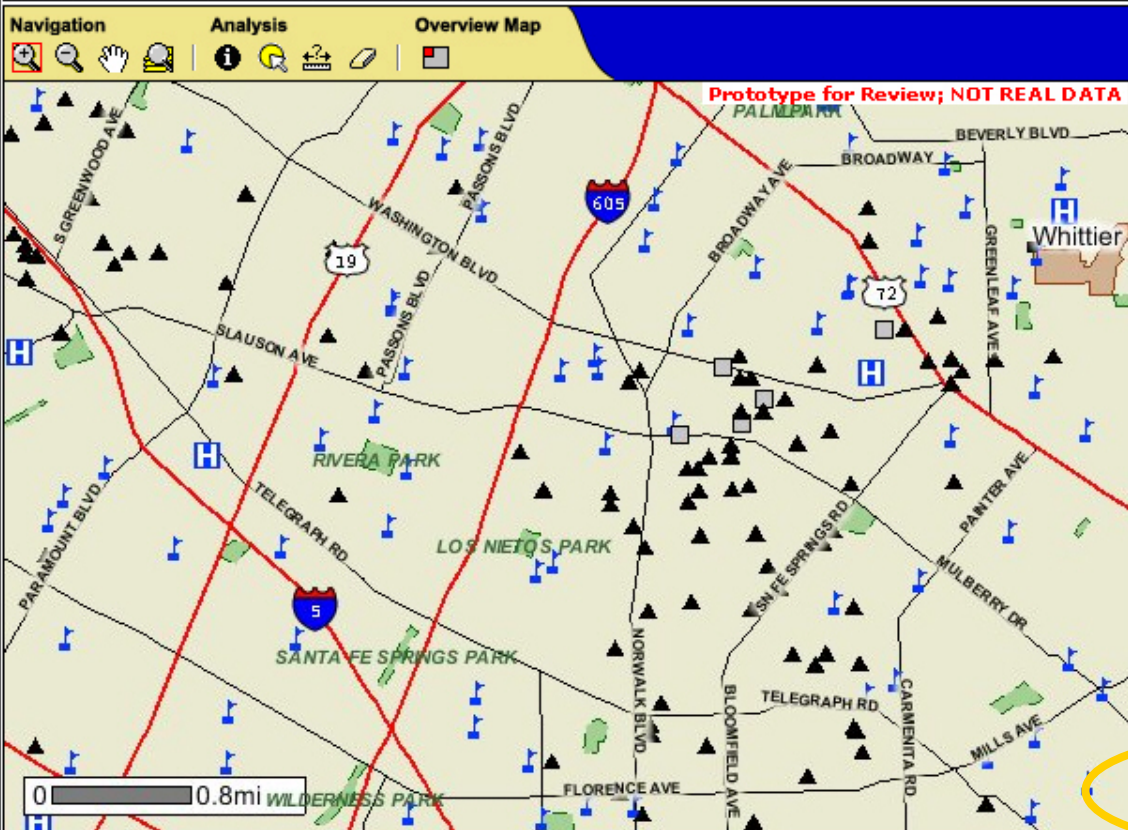 Navigation
Analysis
Overview Map
Prototype for Review; NOT REAL DATA
PALM PARK
BEVERLY BLVD
BROADWAY
S GREENWOOD AVE
PASSONS BLVD
WASHINGTON BLVD
605
BROADWAY AVE
H
Whittier
GREENLEAF AVE
19
72
PASSONS BLVD
SLAUSON AVE
H
H
H
RIVERA PARK
TELEGRAPH RD
PARAMOUNT BLVD
LOS NIETOS PARK
SN FE SPRINGS RD
PAINTER AVE
MULBERRY DR
5
SANTA FE SPRINGS PARK
NORWALK BLVD
BLOOMFIELD AVE
TELEGRAPH RD
CARMENITA RD
MILLS AVE
0 0.8mi
WILDERNESS PARK
FLORENCE AVE
H